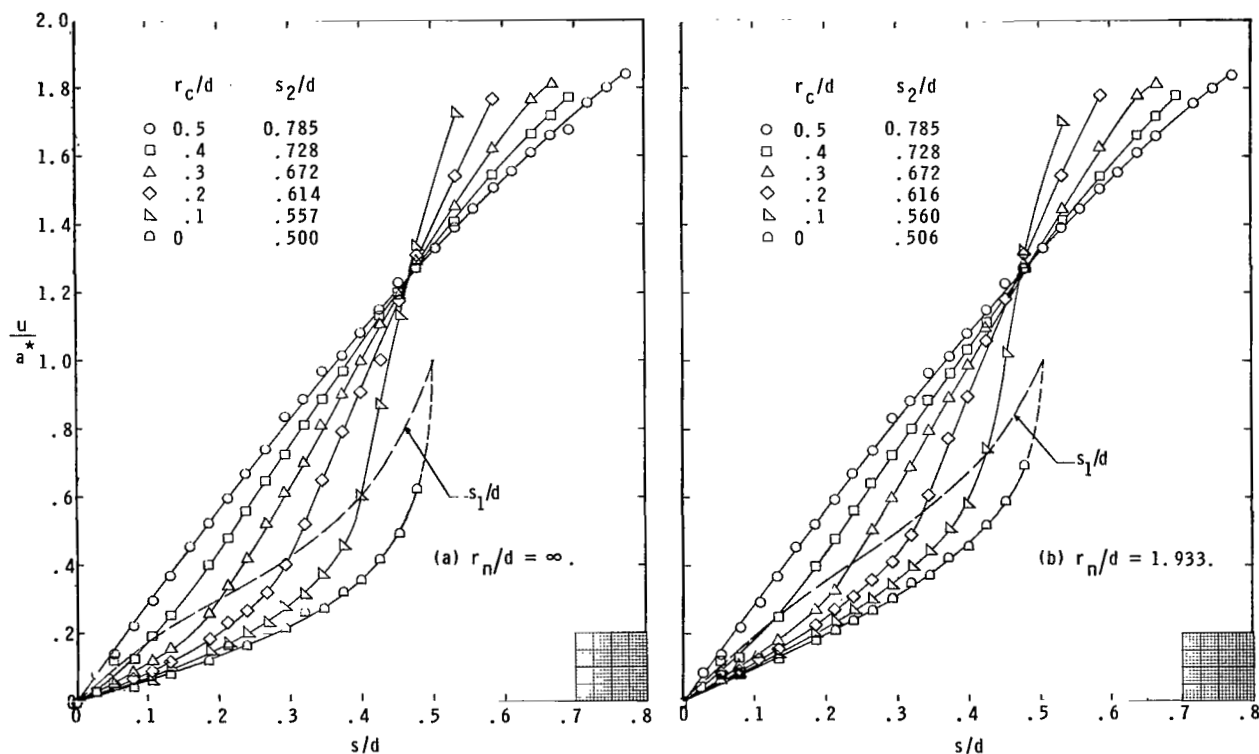 2.0
1.8
1.6
1.4
1.2
u/a*
1.0
.8
.6
.4
.2
0
r_c/d s_2/d
0.5 0.785
.4 .728
.3 .672
.2 .614
.1 .557
0 .500
s_1/d
(a) r_n/d = ∞.
0 .1 .2 .3 .4 .5 .6 .7 .8
s/d
r_c/d s_2/d
0.5 0.785
.4 .728
.3 .672
.2 .616
.1 .560
0 .506
s_1/d
(b) r_n/d = 1.933.
0 .1 .2 .3 .4 .5 .6 .7 .8
s/d